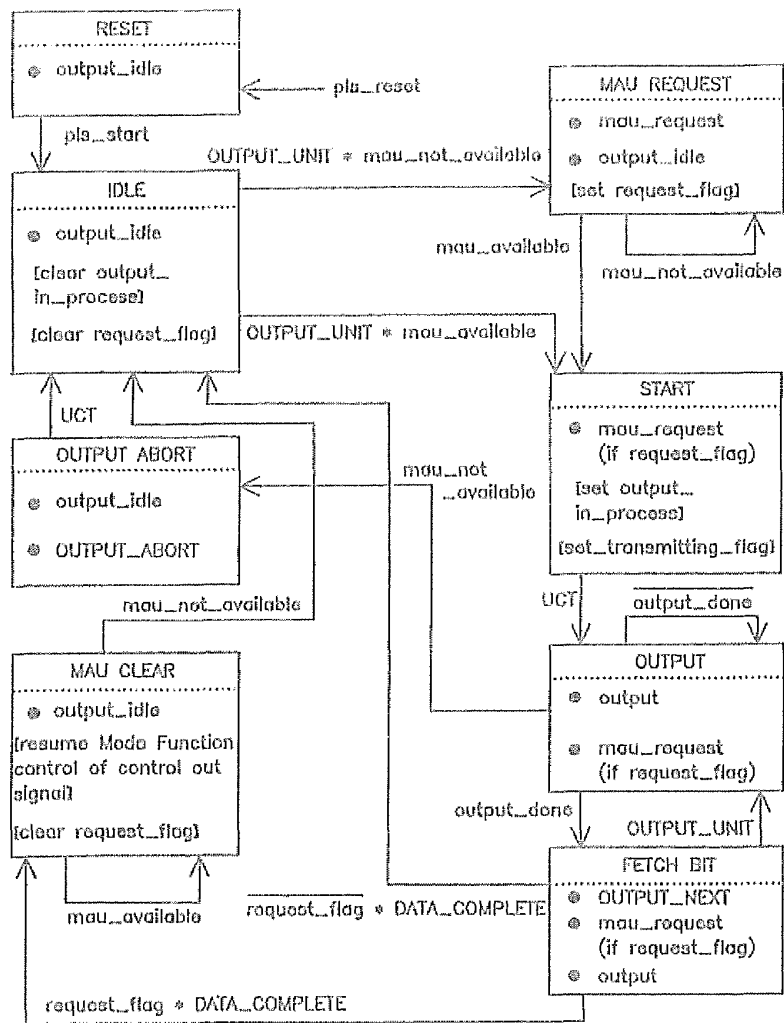 RESET
● output_idle
pls_reset
pls_start
OUTPUT_UNIT * mau_not_available
MAU REQUEST
● mau_request
● output_idle
[set request_flag]
mau_available
mau_not_available
IDLE
● output_idle
[clear output_
in_process]
[clear request_flag]
OUTPUT_UNIT * mau_available
START
● mau_request
(if request_flag)
[set output_
in_process]
[set_transmitting_flag]
UCT
OUTPUT ABORT
● output_idle
● OUTPUT_ABORT
mau_not
_available
mau_not_available
UCT
output_done
OUTPUT
● output
● mau_request
(if request_flag)
MAU CLEAR
● output_idle
[resume Mode Function
control of control out
signal]
[clear request_flag]
mau_available
output_done
OUTPUT_UNIT
FETCH BIT
● OUTPUT_NEXT
● mau_request
(if request_flag)
● output
request_flag * DATA_COMPLETE
request_flag * DATA_COMPLETE